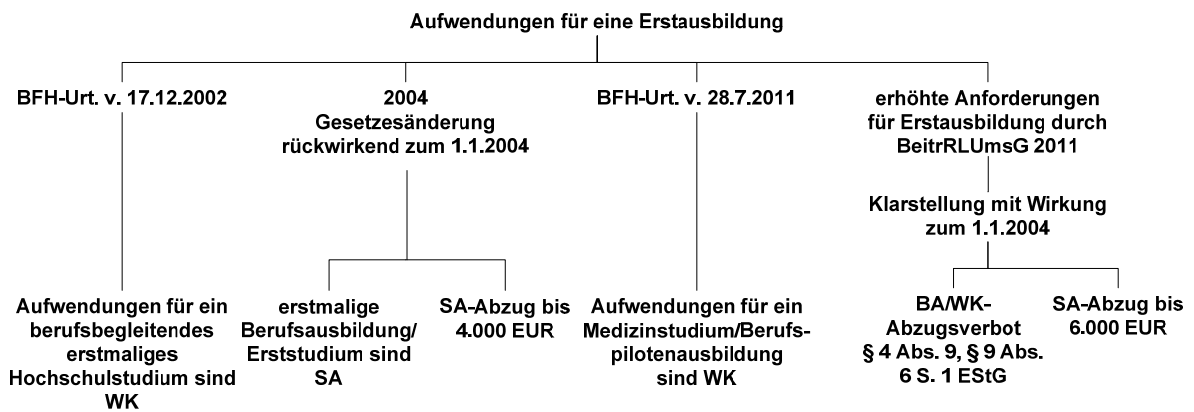 Aufwendungen für eine Erstausbildung
BFH-Urt. v. 17.12.2002
2004
Gesetzesänderung
rückwirkend zum 1.1.2004
BFH-Urt. v. 28.7.2011
erhöhte Anforderungen
für Erstausbildung durch
BeitrRLUmsG 2011
Klarstellung mit Wirkung
zum 1.1.2004
Aufwendungen für ein
berufsbegleitendes
erstmaliges
Hochschulstudium sind
WK
erstmalige
Berufsausbildung/
Erststudium sind
SA
SA-Abzug bis
4.000 EUR
Aufwendungen für ein
Medizinstudium/Berufs-
pilotenausbildung
sind WK
BA/WK-
Abzugsverbot
§ 4 Abs. 9, § 9 Abs.
6 S. 1 EStG
SA-Abzug bis
6.000 EUR